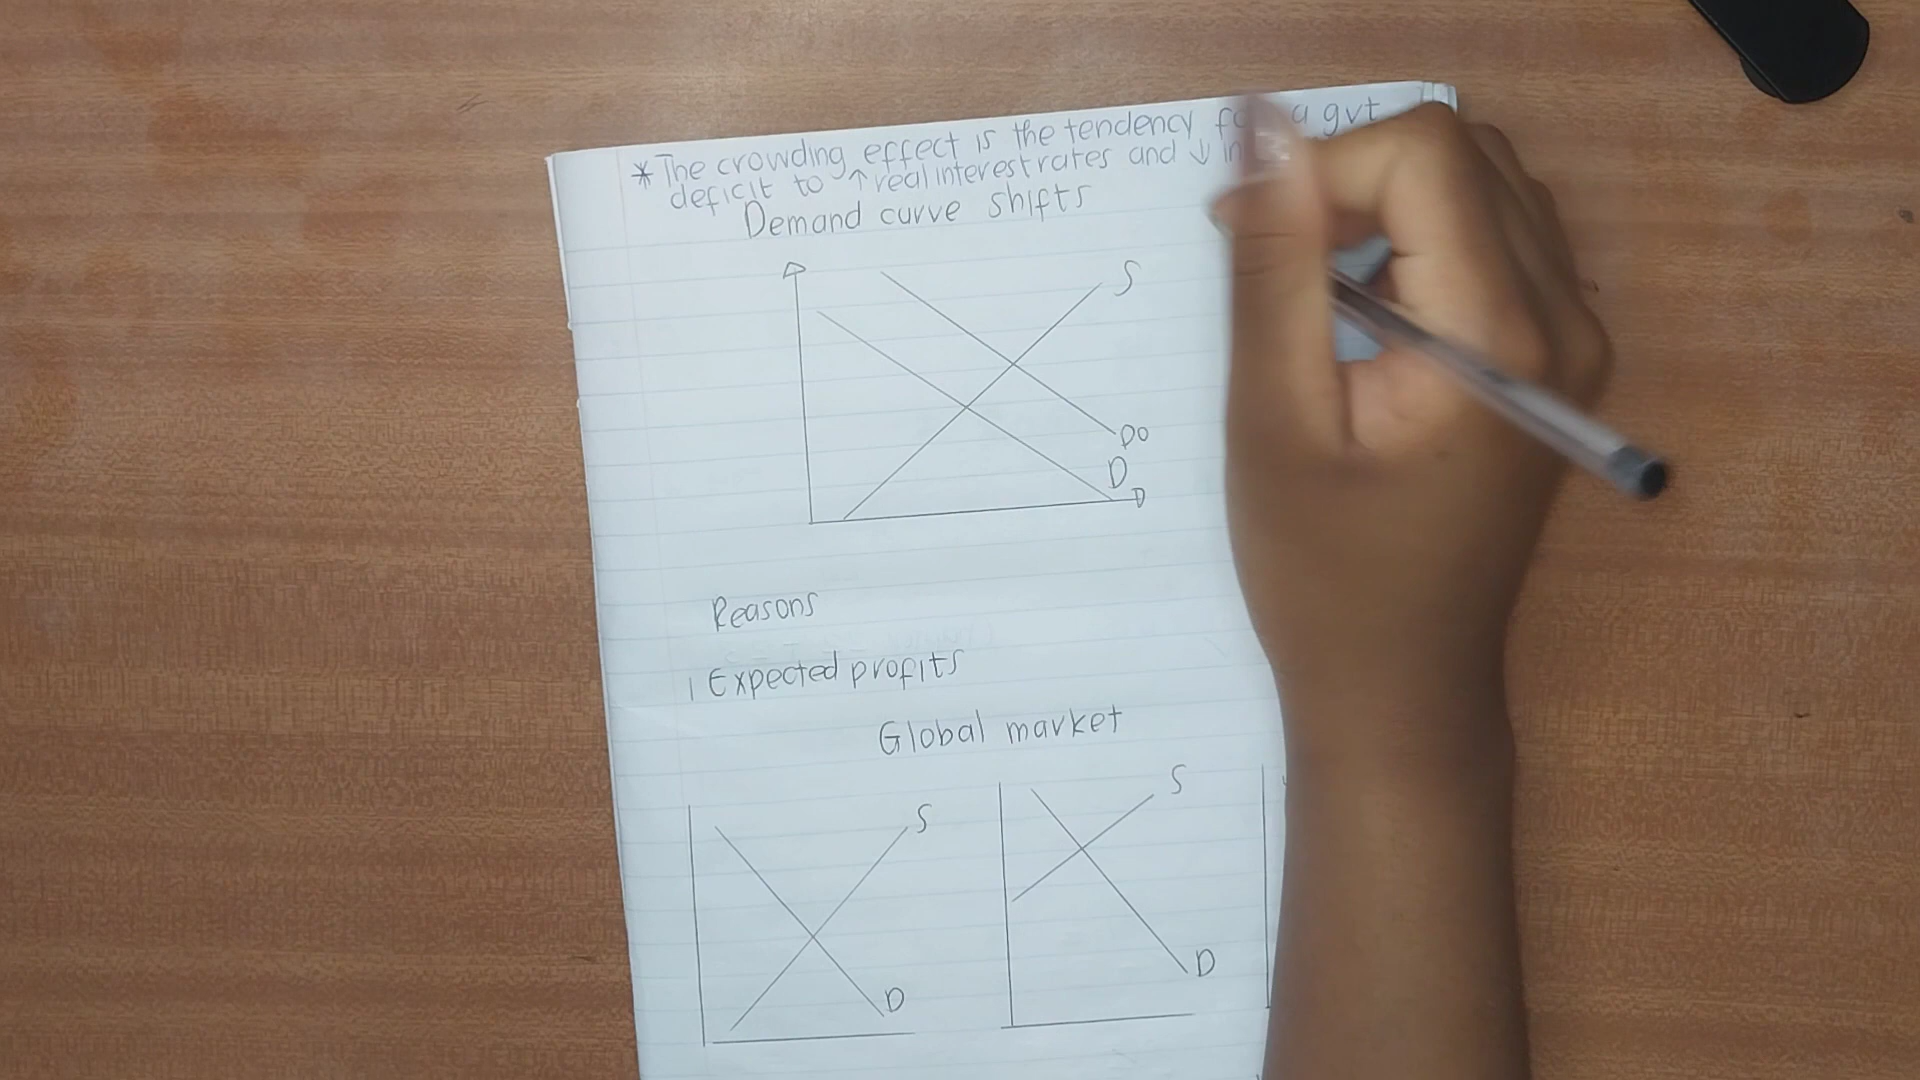 * The crowding effect is the tendency a gvt
deficit to ↑ real interest rates and ↓
Demand curve shifts
S
Do
D
Reasons
1 Expected profits
Global market
S
D
S
D